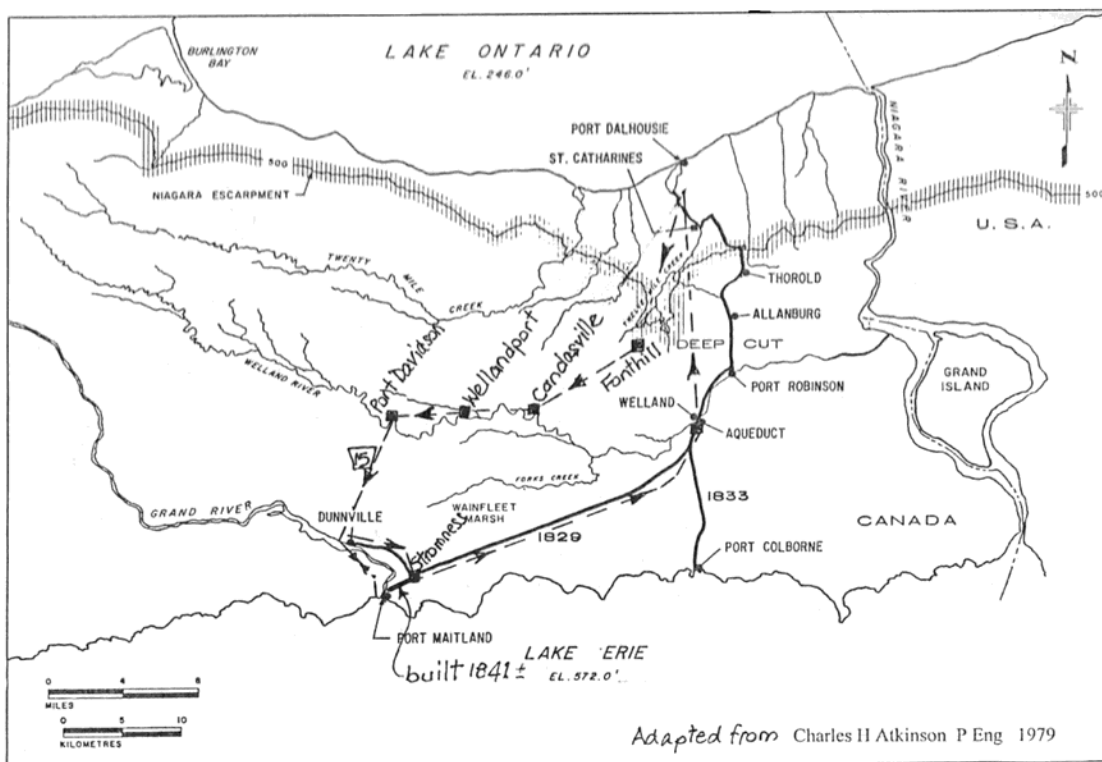 BURLINGTON
BAY
LAKE ONTARIO
EL. 246.0'
N
PORT DALHOUSIE
ST. CATHARINES
NIAGARA RIVER
500
NIAGARA ESCARPMENT
500
U.S.A.
TWENTY MILE CREEK
TWELVE MILE CREEK
THOROLD
ALLANBURG
DEEP CUT
Port Davidson
Wellandport
Candasville
Fonthill
WELLAND RIVER
PORT ROBINSON
GRAND
ISLAND
WELLAND
AQUEDUCT
15
FORKS CREEK
GRAND RIVER
WAINFLEET
MARSH
1833
DUNNVILLE
Stromness
1829
CANADA
PORT COLBORNE
PORT MAITLAND
LAKE ERIE
built 1841±
EL. 572.0'
0 4 8
MILES
0 5 10
KILOMETRES
Adapted from Charles H Atkinson P Eng 1979